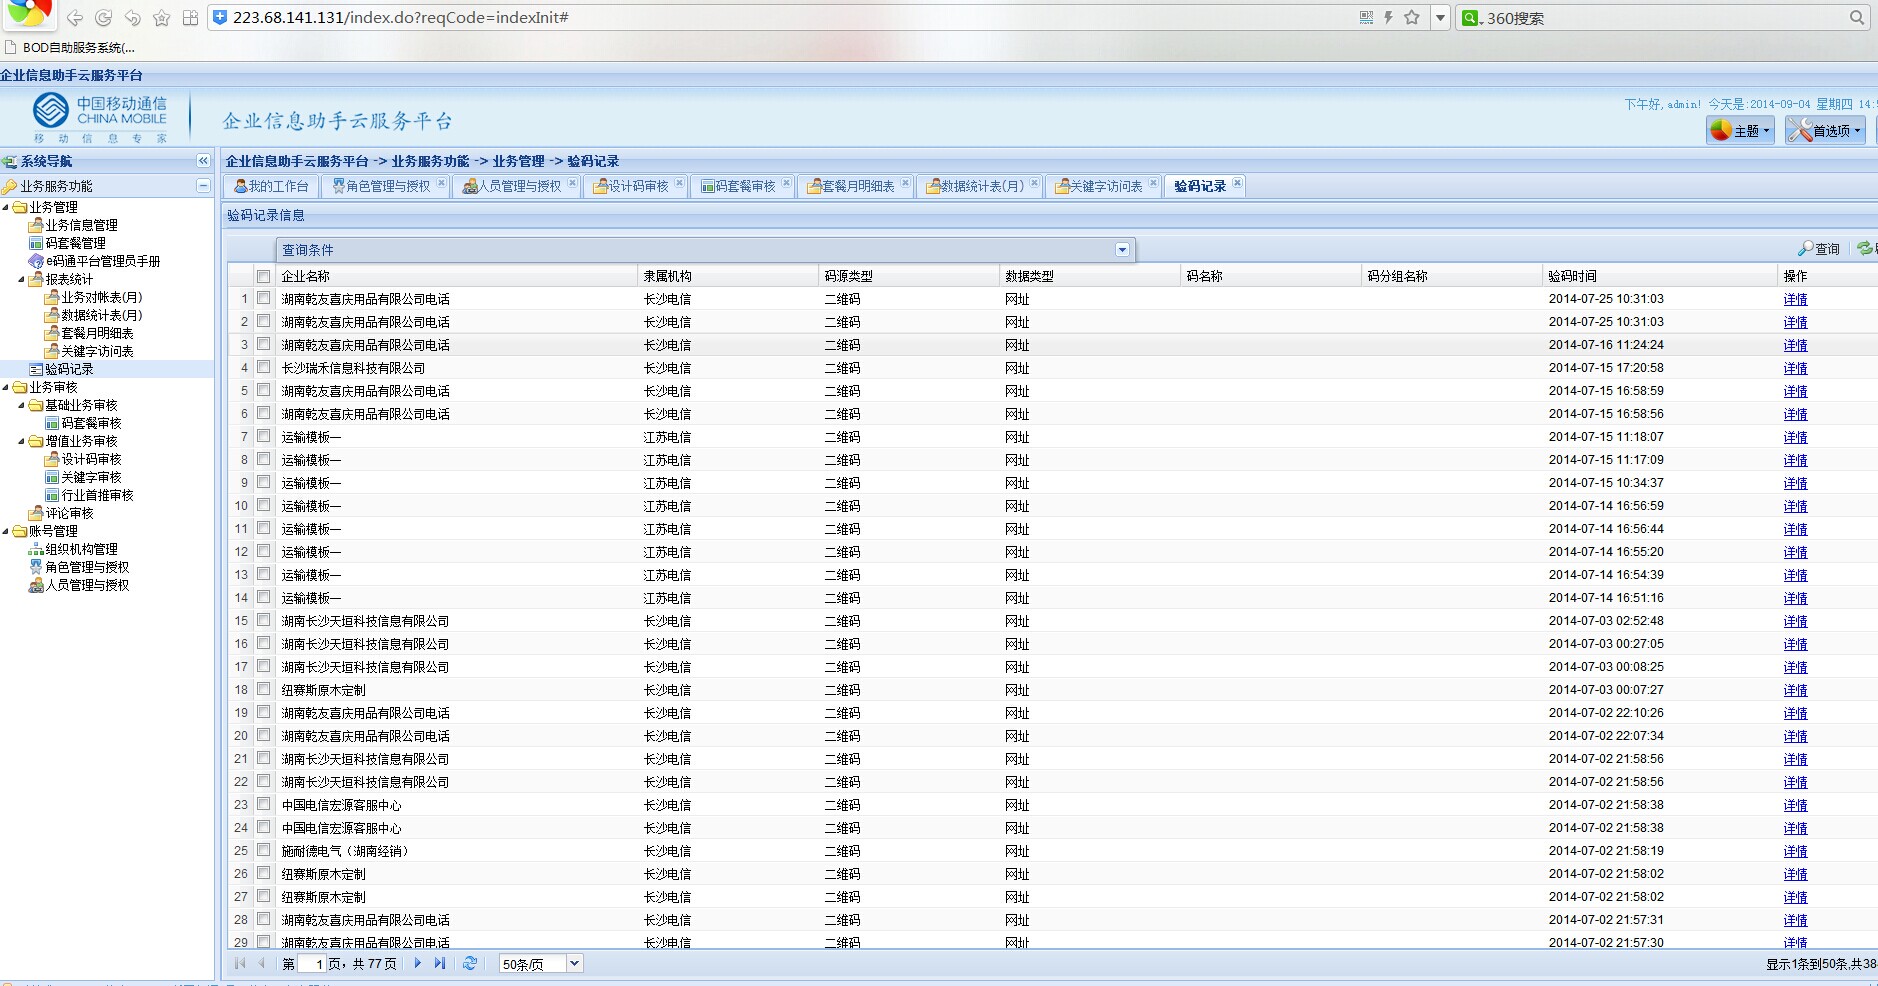 223.68.141.131/index.do?reqCode=indexInit#
360搜索
BOD自助服务系统(...
企业信息助手云服务平台
中国移动通信
CHINA MOBILE
移动信息专家
企业信息助手云服务平台
下午好,admin! 今天是:2014-09-04 星期四 14:
主题
首选项
系统导航
业务服务功能
业务管理
业务信息管理
码套餐管理
e码通平台管理员手册
报表统计
业务对帐表(月)
数据统计表(月)
套餐月明细表
关键字访问表
验码记录
业务审核
基础业务审核
码套餐审核
增值业务审核
设计码审核
关键字审核
行业首推审核
评论审核
账号管理
组织机构管理
角色管理与授权
人员管理与授权
企业信息助手云服务平台 -> 业务服务功能 -> 业务管理 -> 验码记录
我的工作台 角色管理与授权 人员管理与授权 设计码审核 码套餐审核 套餐月明细表 数据统计表(月) 关键字访问表 验码记录
验码记录信息
查询条件
查询
企业名称 隶属机构 码源类型 数据类型 码名称 码分组名称 验码时间 操作
1 湖南乾友喜庆用品有限公司电话 长沙电信 二维码 网址 2014-07-25 10:31:03 详情
2 湖南乾友喜庆用品有限公司电话 长沙电信 二维码 网址 2014-07-25 10:31:03 详情
3 湖南乾友喜庆用品有限公司电话 长沙电信 二维码 网址 2014-07-16 11:24:24 详情
4 长沙瑞禾信息科技有限公司 长沙电信 二维码 网址 2014-07-15 17:20:58 详情
5 湖南乾友喜庆用品有限公司电话 长沙电信 二维码 网址 2014-07-15 16:58:59 详情
6 湖南乾友喜庆用品有限公司电话 长沙电信 二维码 网址 2014-07-15 16:58:56 详情
7 运输模板一 江苏电信 二维码 网址 2014-07-15 11:18:07 详情
8 运输模板一 江苏电信 二维码 网址 2014-07-15 11:17:09 详情
9 运输模板一 江苏电信 二维码 网址 2014-07-15 10:34:37 详情
10 运输模板一 江苏电信 二维码 网址 2014-07-14 16:56:59 详情
11 运输模板一 江苏电信 二维码 网址 2014-07-14 16:56:44 详情
12 运输模板一 江苏电信 二维码 网址 2014-07-14 16:55:20 详情
13 运输模板一 江苏电信 二维码 网址 2014-07-14 16:54:39 详情
14 运输模板一 江苏电信 二维码 网址 2014-07-14 16:51:16 详情
15 湖南长沙天垣科技信息有限公司 长沙电信 二维码 网址 2014-07-03 02:52:48 详情
16 湖南长沙天垣科技信息有限公司 长沙电信 二维码 网址 2014-07-03 00:27:05 详情
17 湖南长沙天垣科技信息有限公司 长沙电信 二维码 网址 2014-07-03 00:08:25 详情
18 纽赛斯原木定制 长沙电信 二维码 网址 2014-07-03 00:07:27 详情
19 湖南乾友喜庆用品有限公司电话 长沙电信 二维码 网址 2014-07-02 22:10:26 详情
20 湖南乾友喜庆用品有限公司电话 长沙电信 二维码 网址 2014-07-02 22:07:34 详情
21 湖南长沙天垣科技信息有限公司 长沙电信 二维码 网址 2014-07-02 21:58:56 详情
22 湖南长沙天垣科技信息有限公司 长沙电信 二维码 网址 2014-07-02 21:58:56 详情
23 中国电信宏源客服中心 长沙电信 二维码 网址 2014-07-02 21:58:38 详情
24 中国电信宏源客服中心 长沙电信 二维码 网址 2014-07-02 21:58:38 详情
25 施耐德电气（湖南经销） 长沙电信 二维码 网址 2014-07-02 21:58:19 详情
26 纽赛斯原木定制 长沙电信 二维码 网址 2014-07-02 21:58:02 详情
27 纽赛斯原木定制 长沙电信 二维码 网址 2014-07-02 21:58:02 详情
28 湖南乾友喜庆用品有限公司电话 长沙电信 二维码 网址 2014-07-02 21:57:31 详情
29 湖南乾友喜庆用品有限公司电话 长沙电信 二维码 网址 2014-07-02 21:57:30 详情
第 1 页，共 77 页 50条/页 显示1条到50条,共38